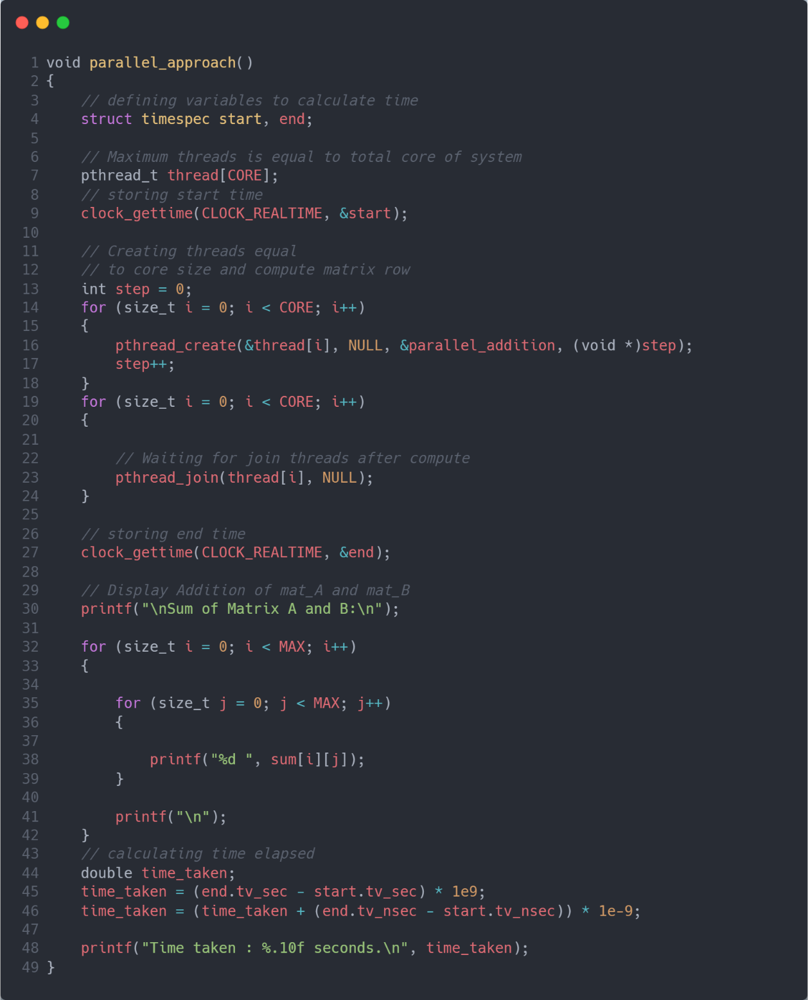 1 void parallel_approach()
2 {
3     // defining variables to calculate time
4     struct timespec start, end;
5
6     // Maximum threads is equal to total core of system
7     pthread_t thread[CORE];
8     // storing start time
9     clock_gettime(CLOCK_REALTIME, &start);
10
11     // Creating threads equal
12     // to core size and compute matrix row
13     int step = 0;
14     for (size_t i = 0; i < CORE; i++)
15     {
16         pthread_create(&thread[i], NULL, &parallel_addition, (void *)step);
17         step++;
18     }
19     for (size_t i = 0; i < CORE; i++)
20     {
21
22         // Waiting for join threads after compute
23         pthread_join(thread[i], NULL);
24     }
25
26     // storing end time
27     clock_gettime(CLOCK_REALTIME, &end);
28
29     // Display Addition of mat_A and mat_B
30     printf("\nSum of Matrix A and B:\n");
31
32     for (size_t i = 0; i < MAX; i++)
33     {
34
35         for (size_t j = 0; j < MAX; j++)
36         {
37
38             printf("%d ", sum[i][j]);
39         }
40
41         printf("\n");
42     }
43     // calculating time elapsed
44     double time_taken;
45     time_taken = (end.tv_sec - start.tv_sec) * 1e9;
46     time_taken = (time_taken + (end.tv_nsec - start.tv_nsec)) * 1e-9;
47
48     printf("Time taken : %.10f seconds.\n", time_taken);
49 }